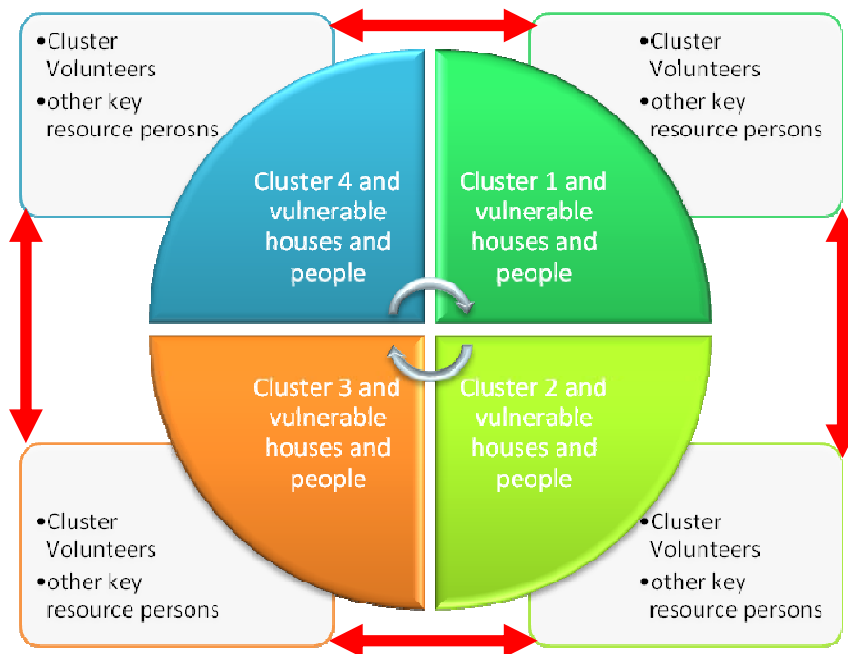 •Cluster
Volunteers
•other key
resource perosns
•Cluster
Volunteers
•other key
resource persons
Cluster 4 and
vulnerable
houses and
people
Cluster 1 and
vulnerable
houses and
people
Cluster 3 and
vulnerable
houses and
people
Cluster 2 and
vulnerable
houses and
people
•Cluster
Volunteers
•other key
resource persons
•Cluster
Volunteers
•other key
resource persons